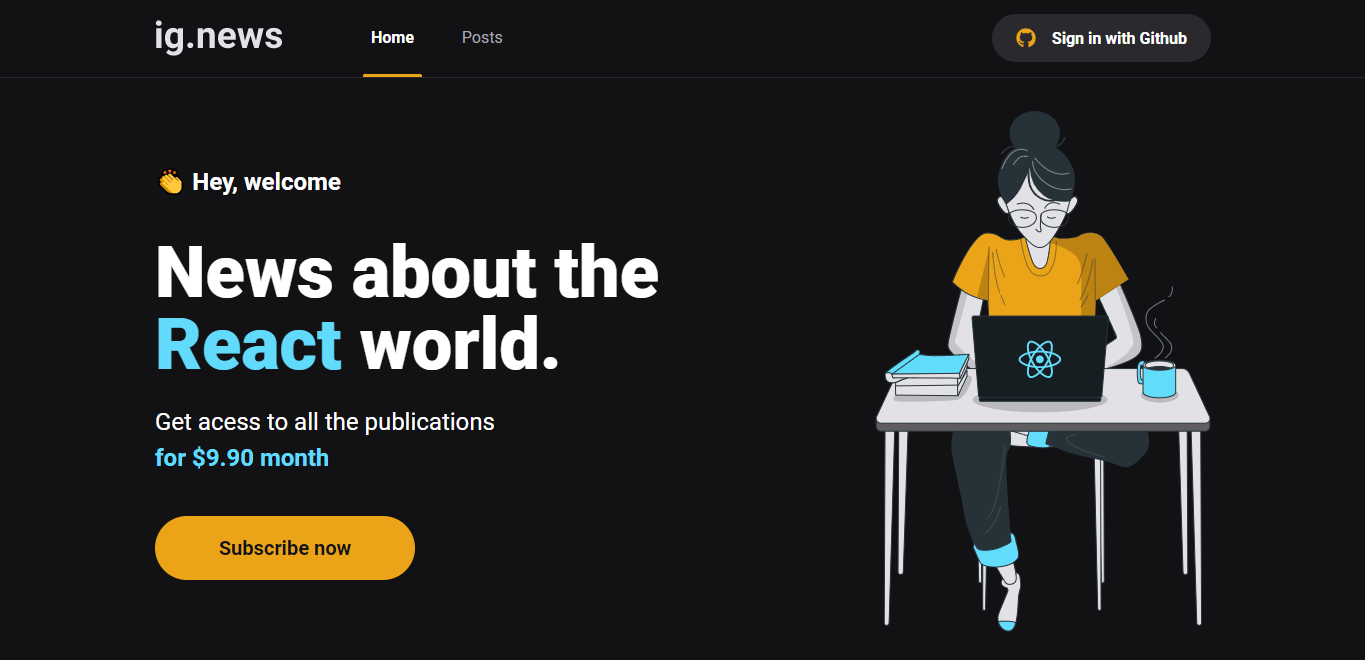 ig.news
Home
Posts
Sign in with Github
👏 Hey, welcome
News about the
React world.
Get acess to all the publications
for $9.90 month
Subscribe now